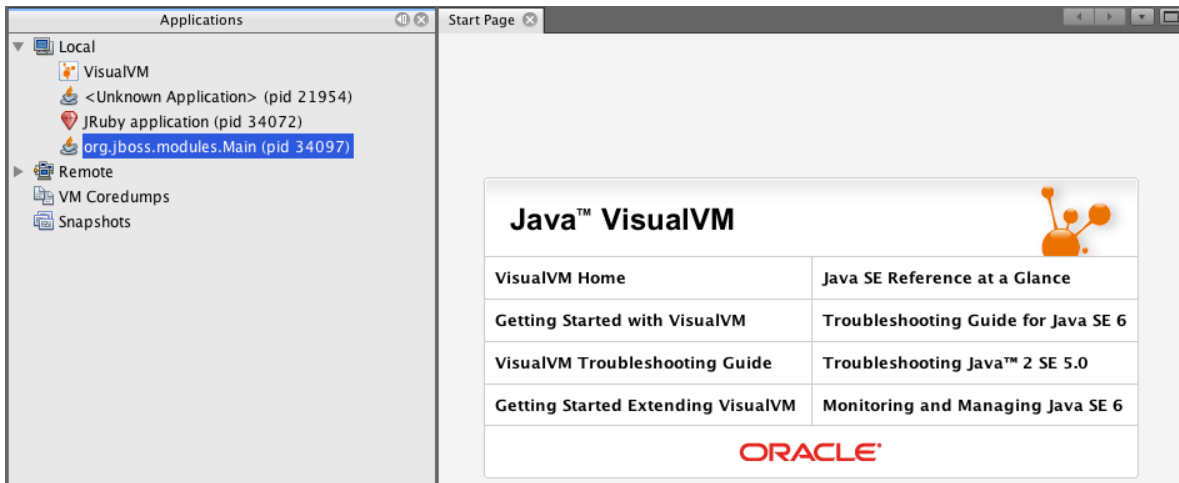 Applications
Start Page
Local
VisualVM
<Unknown Application> (pid 21954)
JRuby application (pid 34072)
org.jboss.modules.Main (pid 34097)
Remote
VM Coredumps
Snapshots
Java™ VisualVM
VisualVM Home
Java SE Reference at a Glance
Getting Started with VisualVM
Troubleshooting Guide for Java SE 6
VisualVM Troubleshooting Guide
Troubleshooting Java™ 2 SE 5.0
Getting Started Extending VisualVM
Monitoring and Managing Java SE 6
ORACLE